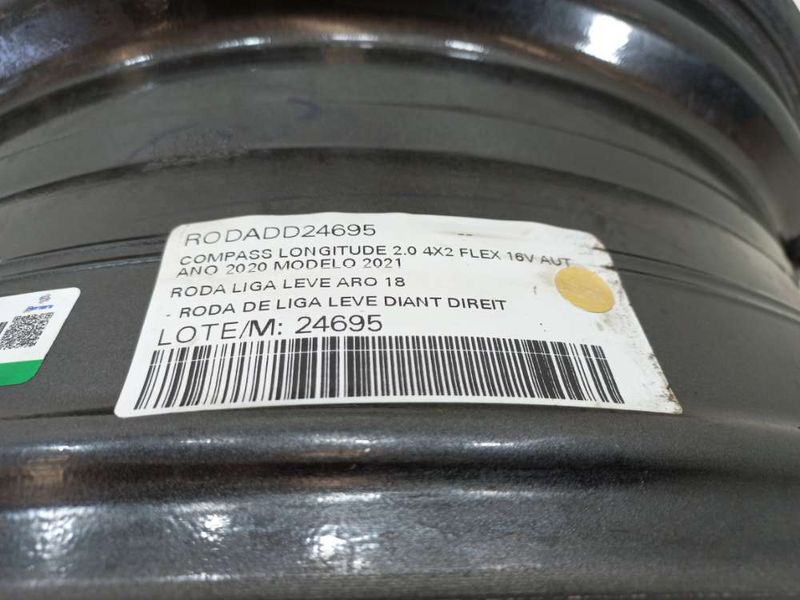 RODADD24695
COMPASS LONGITUDE 2.0 4X2 FLEX 16V AUT
ANO 2020 MODELO 2021
RODA LIGA LEVE ARO 18
- RODA DE LIGA LEVE DIANT DIREIT
LOTE/M: 24695